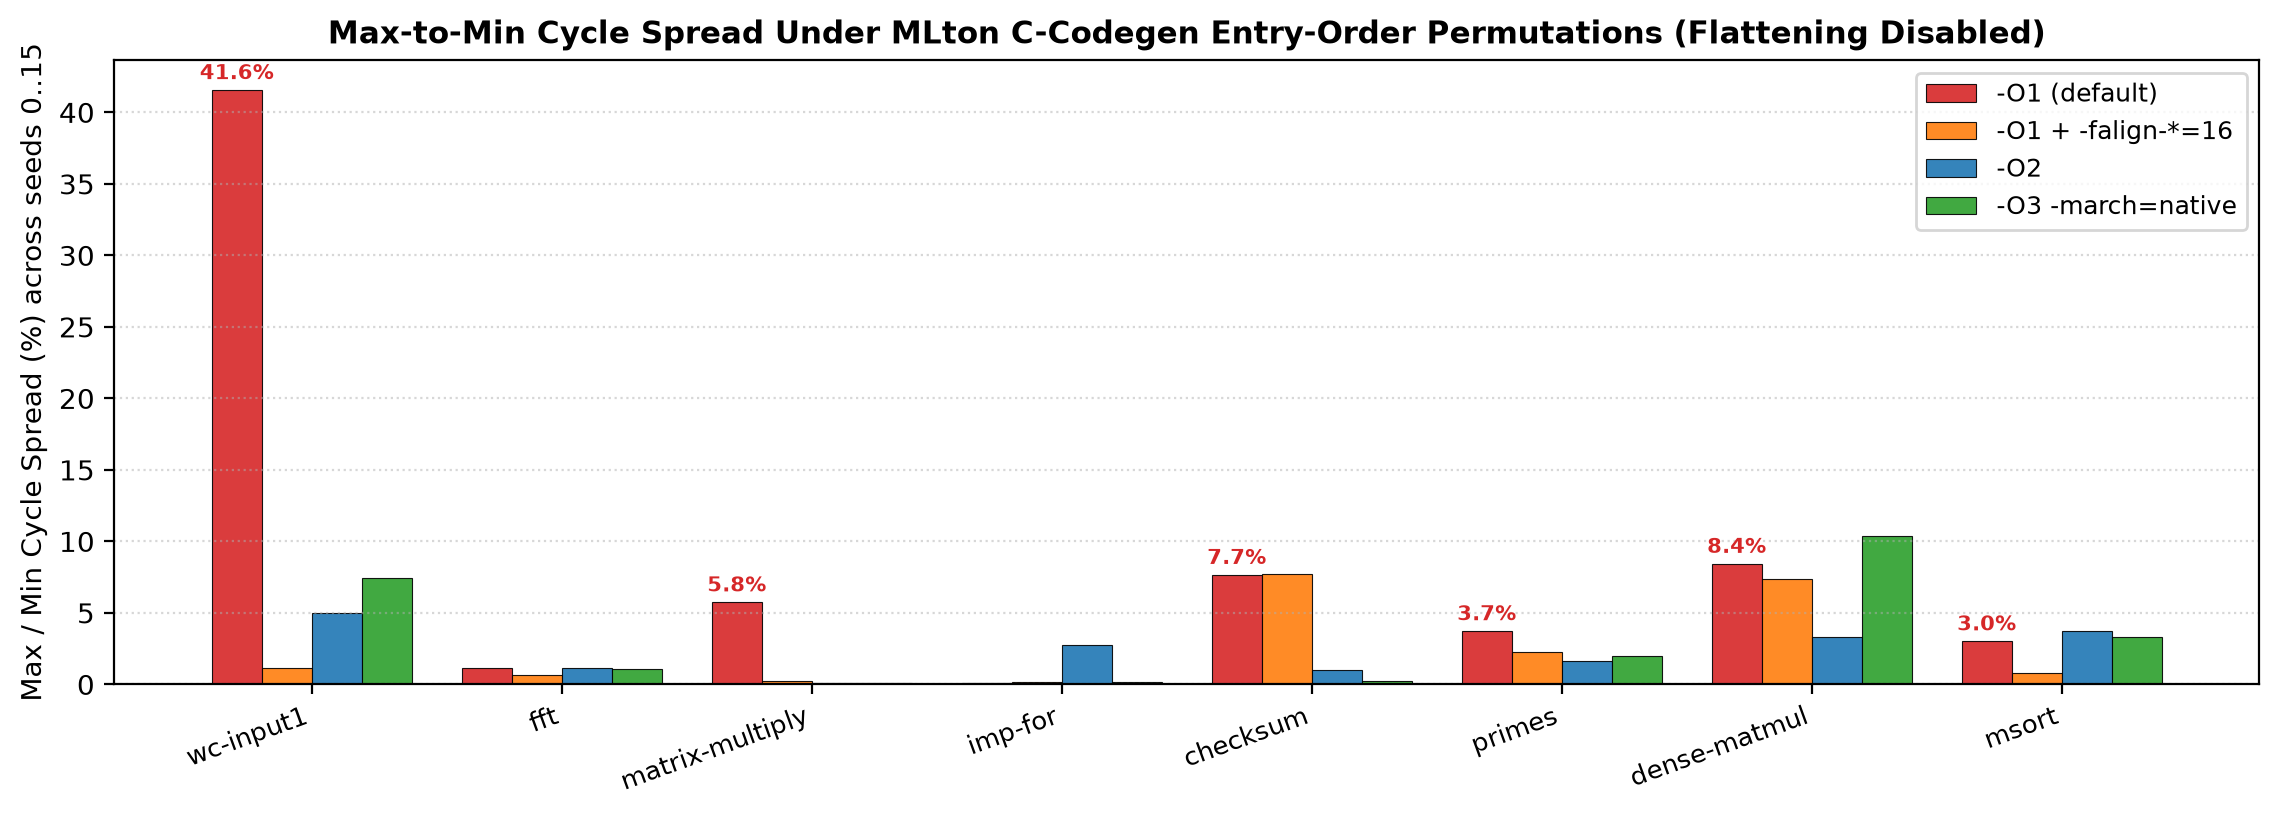 Max-to-Min Cycle Spread Under MLton C-Codegen Entry-Order Permutations (Flattening Disabled)
Max / Min Cycle Spread (%) across seeds 0..15
40
35
30
25
20
15
10
5
0
41.6%
5.8%
7.7%
3.7%
8.4%
3.0%
-O1 (default)
-O1 + -falign-*=16
-O2
-O3 -march=native
wc-input1
fft
matrix-multiply
imp-for
checksum
primes
dense-matmul
msort